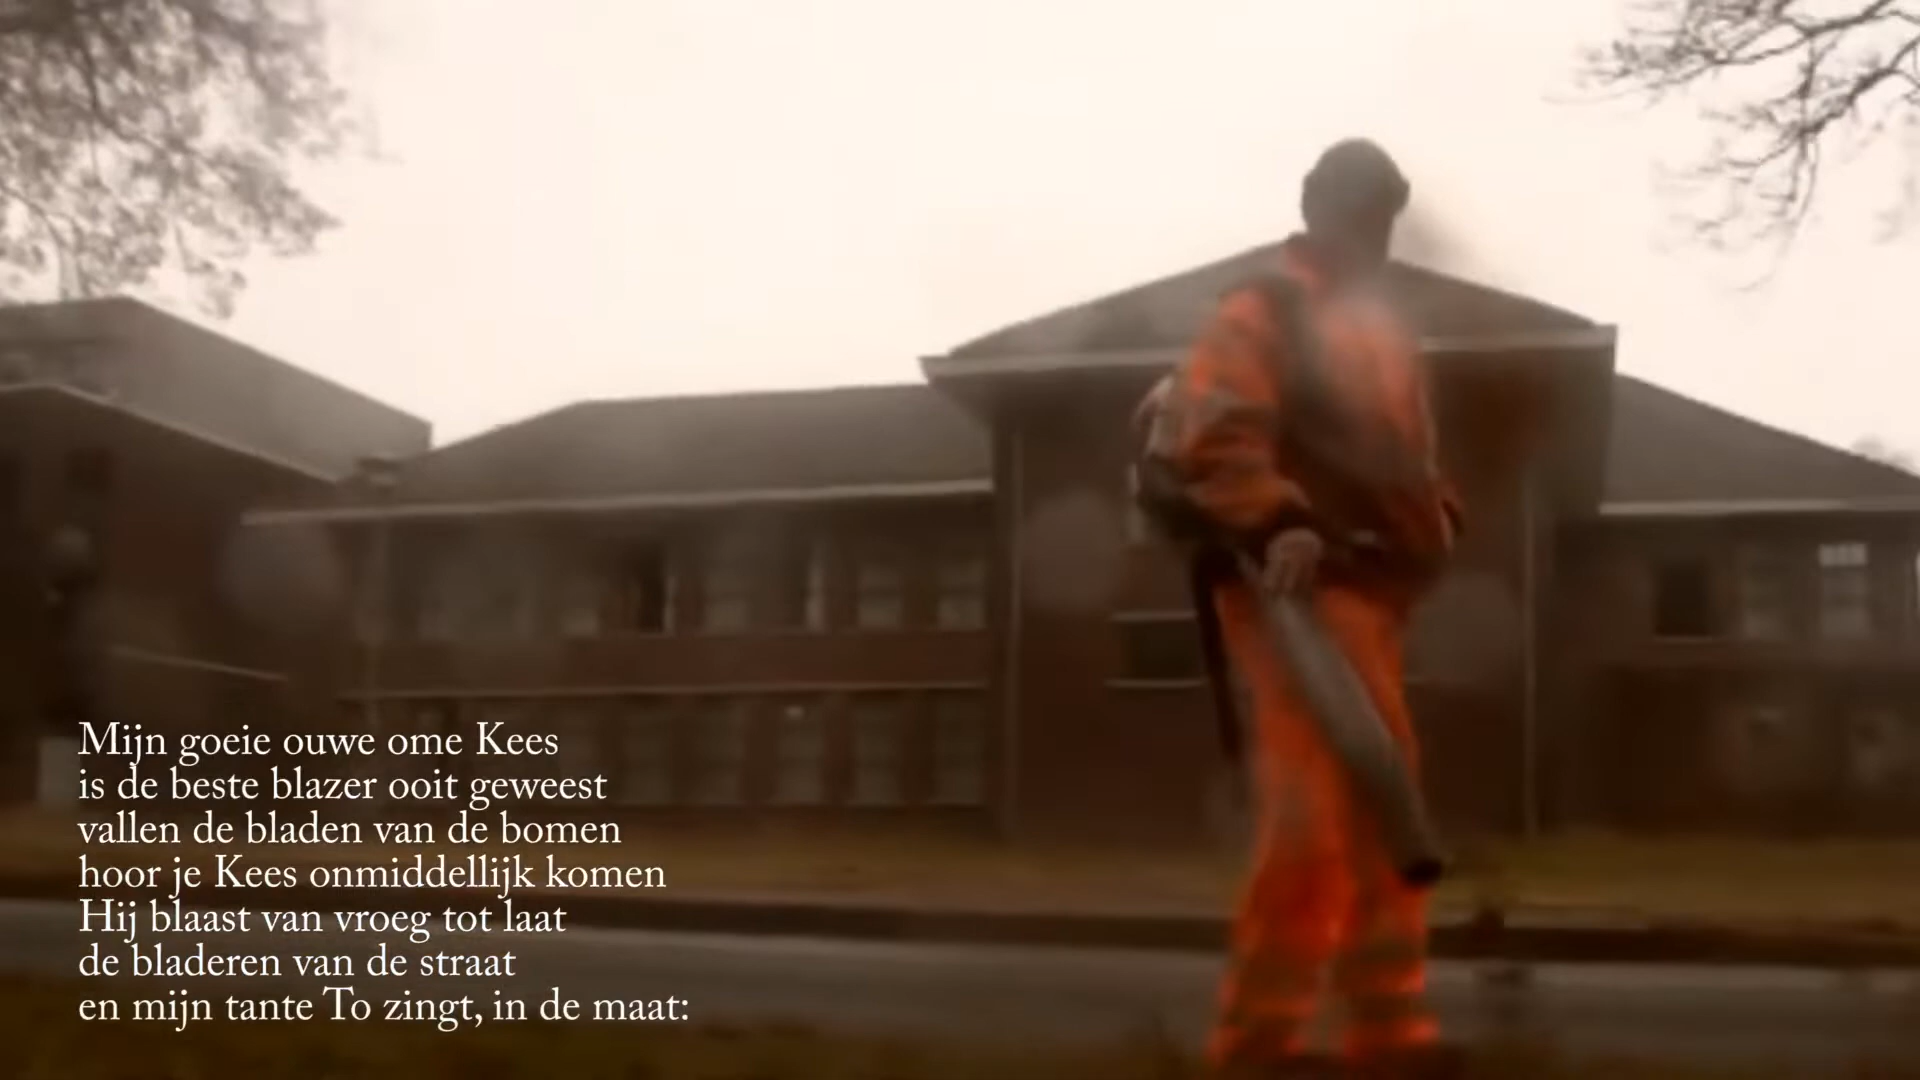 Mijn goeie ouwe ome Kees
is de beste blazer ooit geweest
vallen de bladen van de bomen
hoor je Kees onmiddellijk komen
Hij blaast van vroeg tot laat
de bladeren van de straat
en mijn tante To zingt, in de maat: